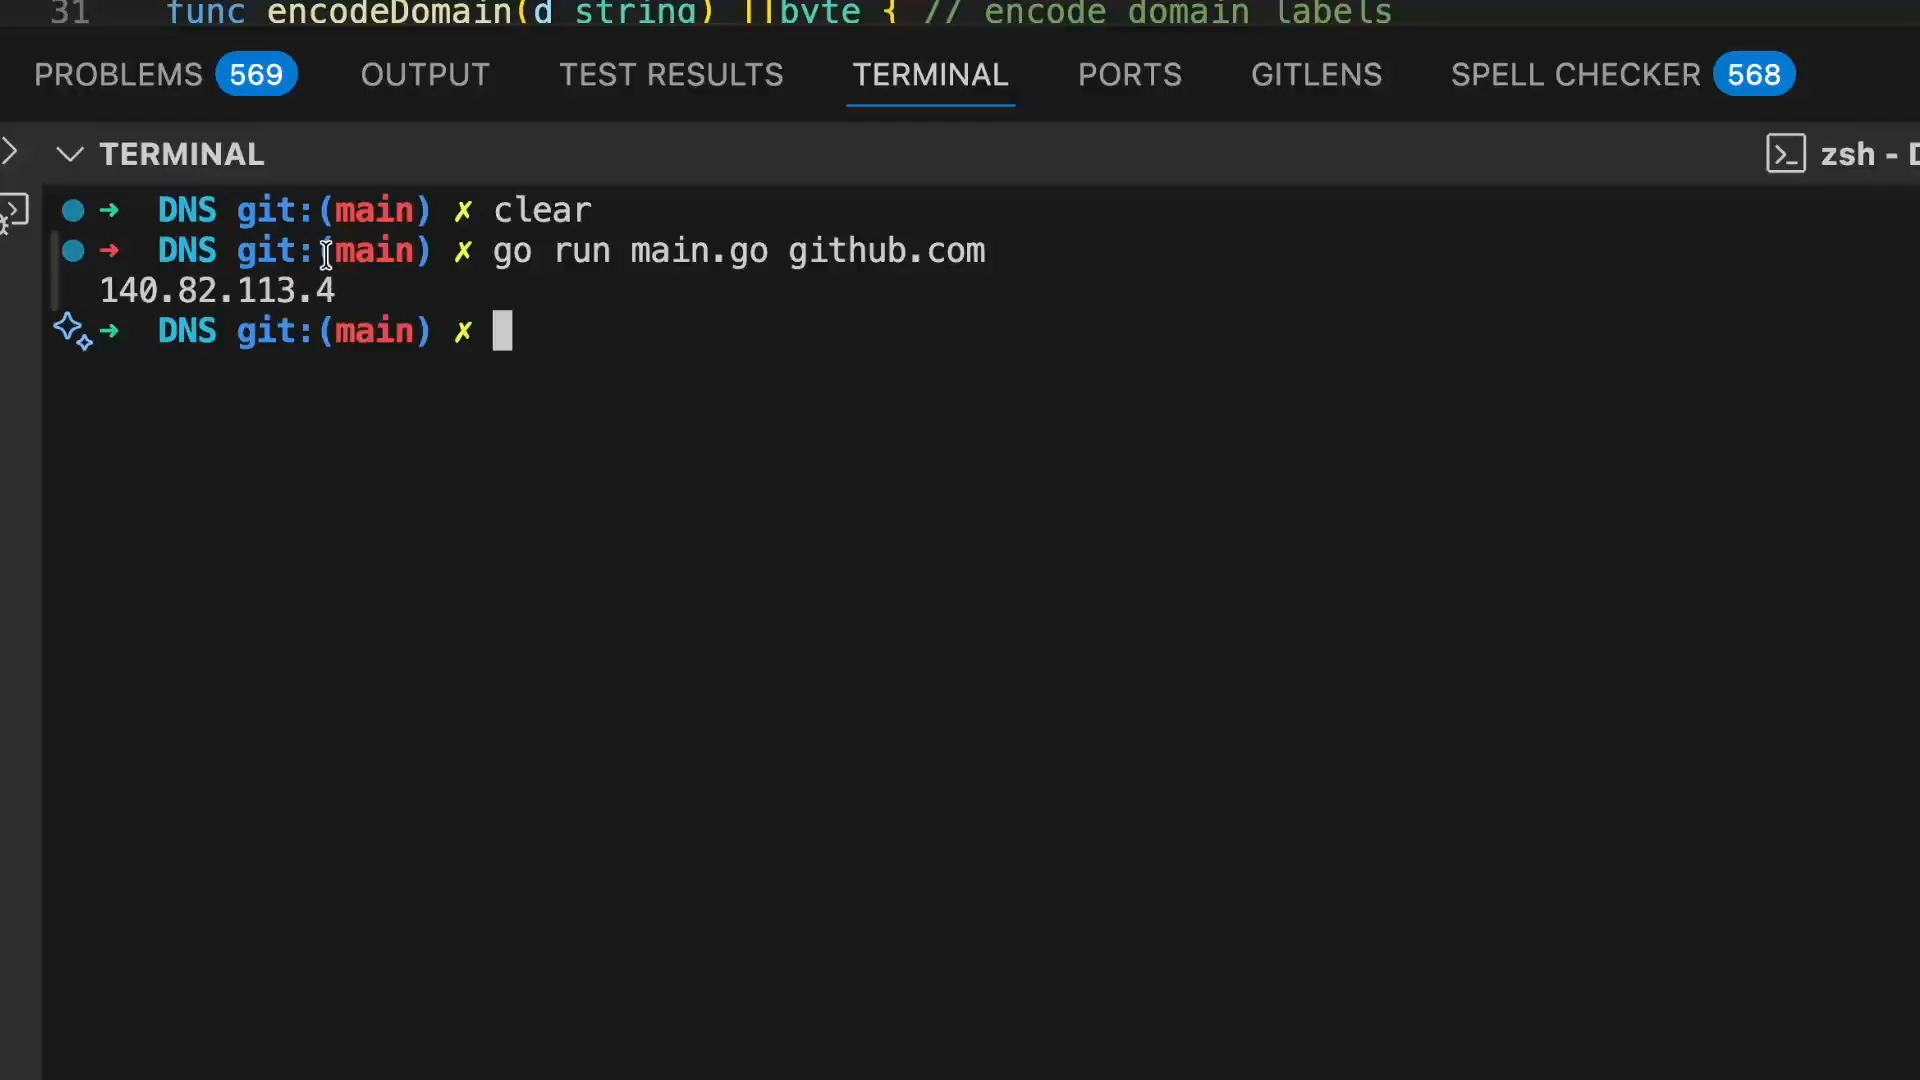 31 func encodeDomain(d string) []byte { // encode domain labels
PROBLEMS 569 OUTPUT TEST RESULTS TERMINAL PORTS GITLENS SPELL CHECKER 568
TERMINAL zsh - D
➜ DNS git:(main) ✗ clear
➜ DNS git:(main) ✗ go run main.go github.com
140.82.113.4
➜ DNS git:(main) ✗